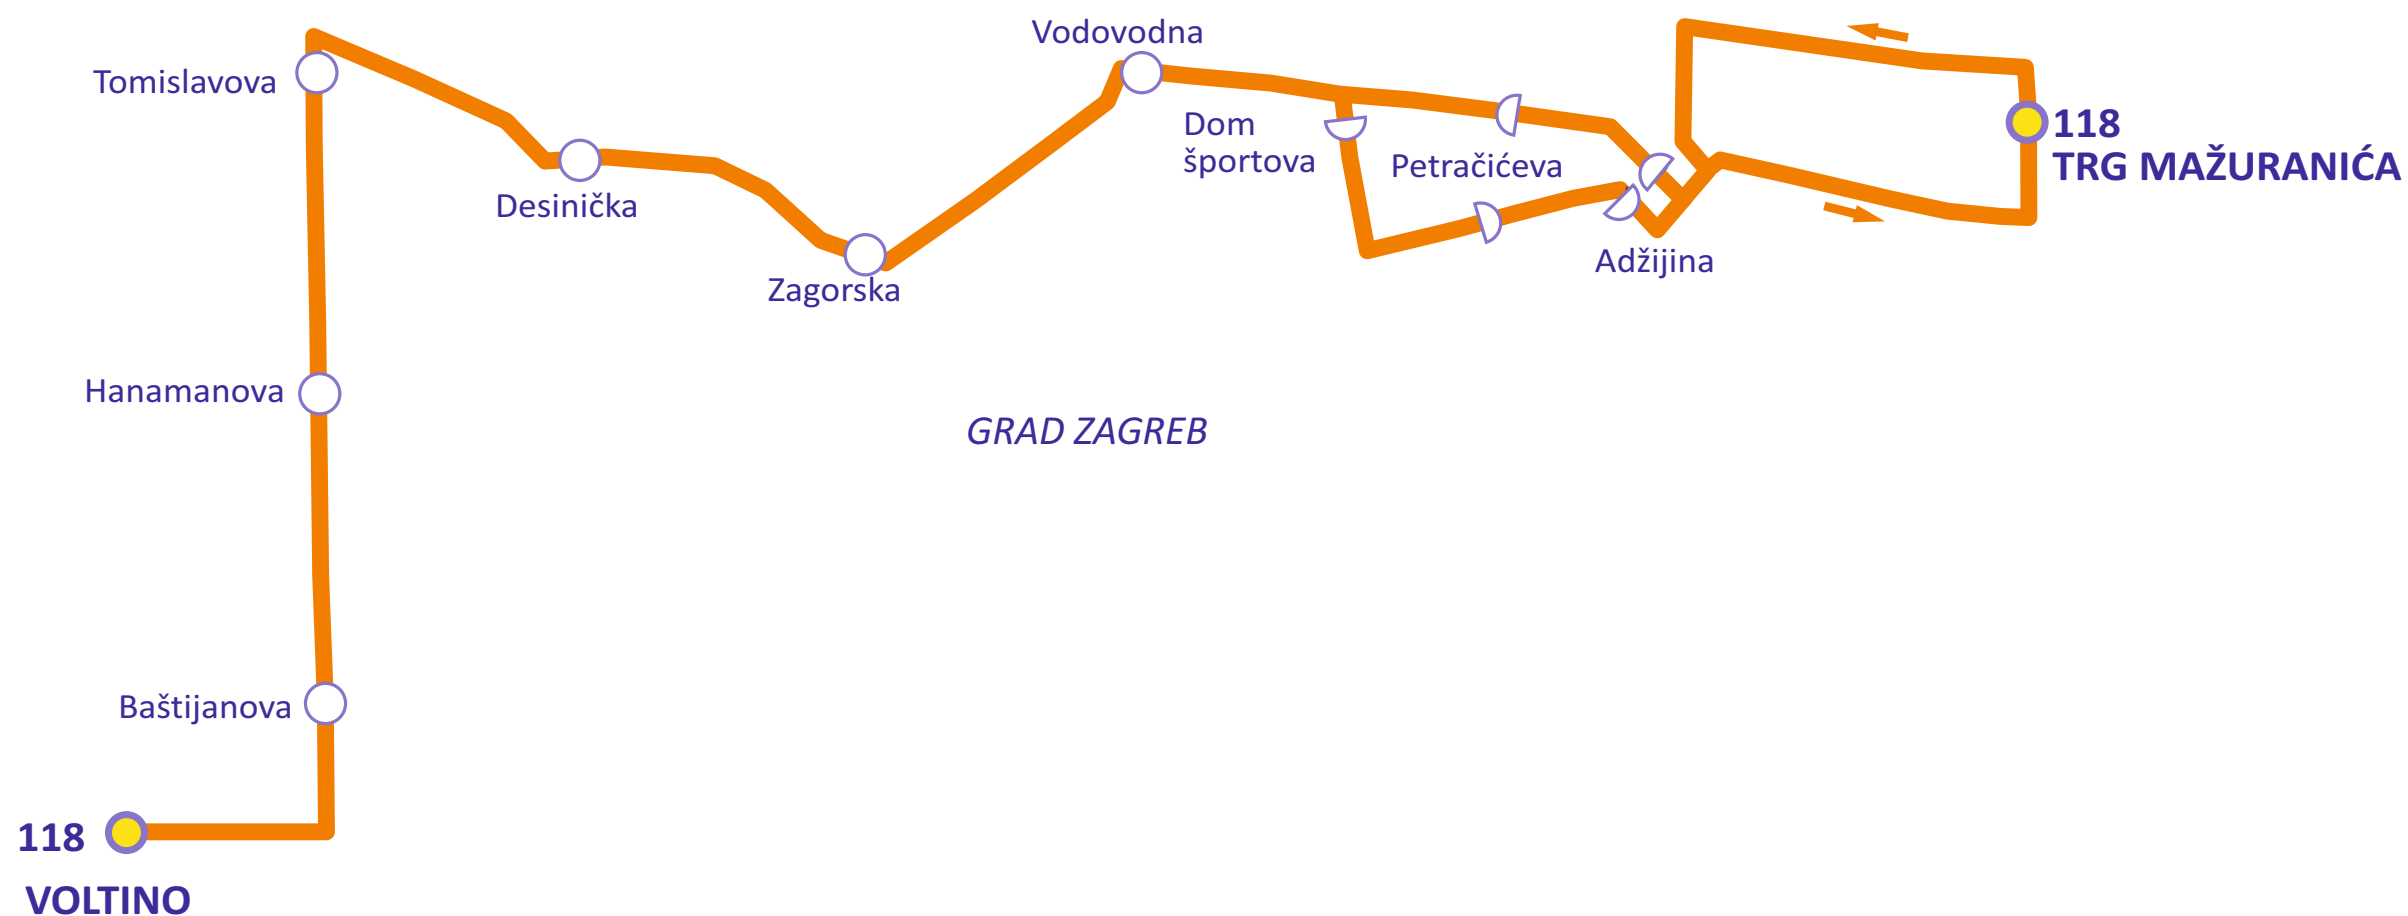 Vodovodna
Tomislavova
118
TRG MAŽURANIĆA
Dom
športova
Petračićeva
Desinička
Adžijina
Zagorska
Hanamanova
GRAD ZAGREB
Baštijanova
118
VOLTINO